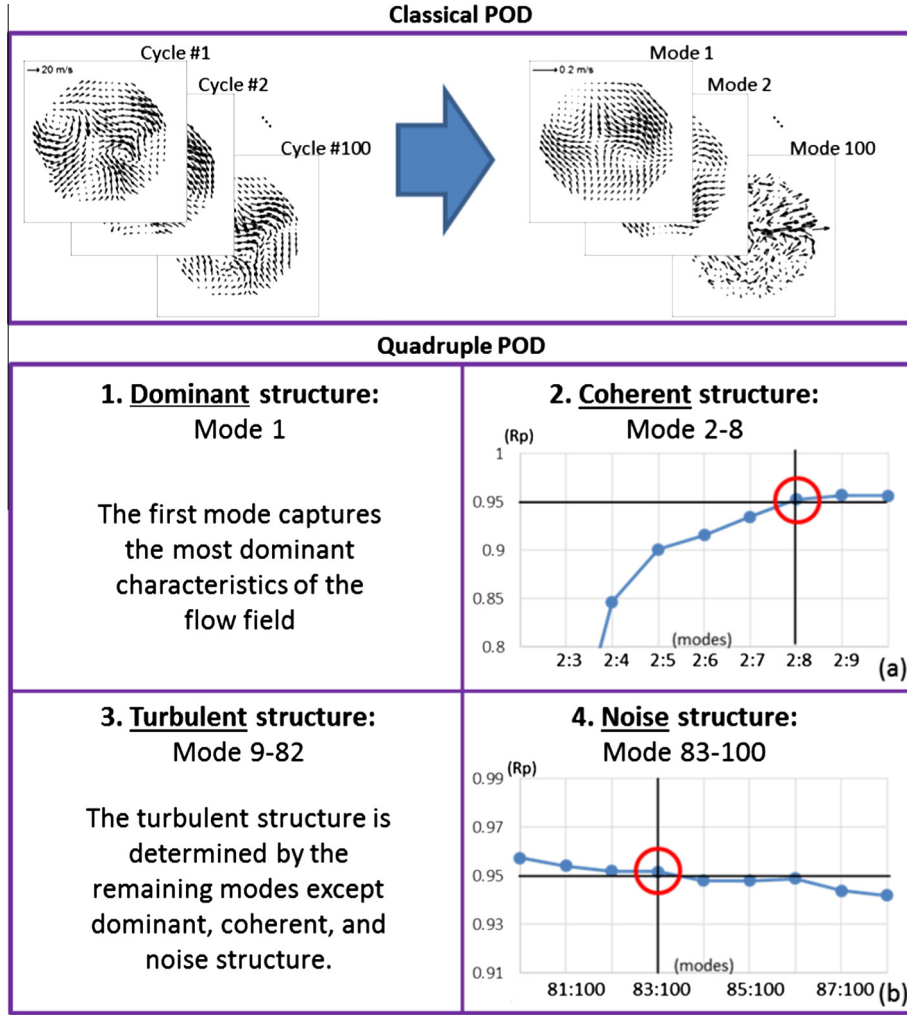 Classical POD
Cycle #1
20 m/s
Cycle #2
Cycle #100
Mode 1
0.2 m/s
Mode 2
Mode 100
Quadruple POD
1. Dominant structure:
Mode 1
The first mode captures
the most dominant
characteristics of the
flow field
2. Coherent structure:
Mode 2-8
(Rp)
1
0.95
0.9
0.85
0.8
(modes)
2:3 2:4 2:5 2:6 2:7 2:8 2:9
(a)
3. Turbulent structure:
Mode 9-82
The turbulent structure is
determined by the
remaining modes except
dominant, coherent, and
noise structure.
4. Noise structure:
Mode 83-100
(Rp)
0.99
0.97
0.95
0.93
0.91
(modes)
81:100 83:100 85:100 87:100
(b)